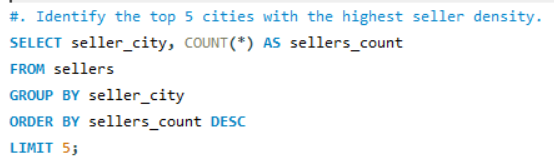 #. Identify the top 5 cities with the highest seller density.
SELECT seller_city, COUNT(*) AS sellers_count
FROM sellers
GROUP BY seller_city
ORDER BY sellers_count DESC
LIMIT 5;